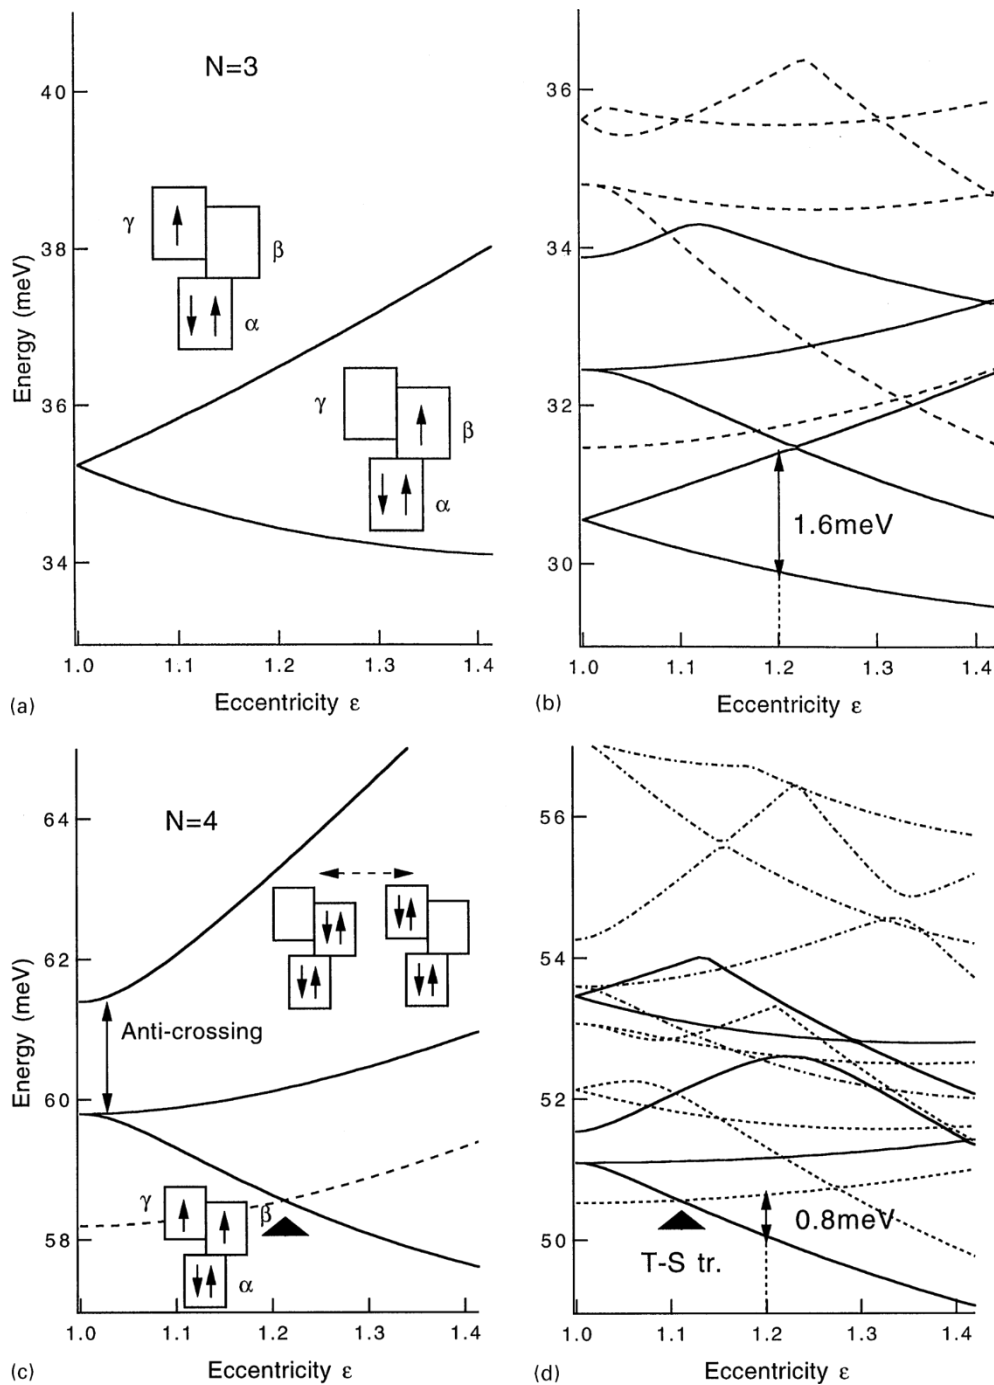 N=3
40
38
36
34
Energy (meV)
γ
β
α
γ
β
α
1.0
1.1
1.2
1.3
1.4
Eccentricity ε
(a)
36
34
32
30
1.6meV
1.0
1.1
1.2
1.3
1.4
Eccentricity ε
(b)
N=4
64
62
60
58
Energy (meV)
Anti-crossing
γ
β
α
1.0
1.1
1.2
1.3
1.4
Eccentricity ε
(c)
56
54
52
50
0.8meV
T-S tr.
1.0
1.1
1.2
1.3
1.4
Eccentricity ε
(d)